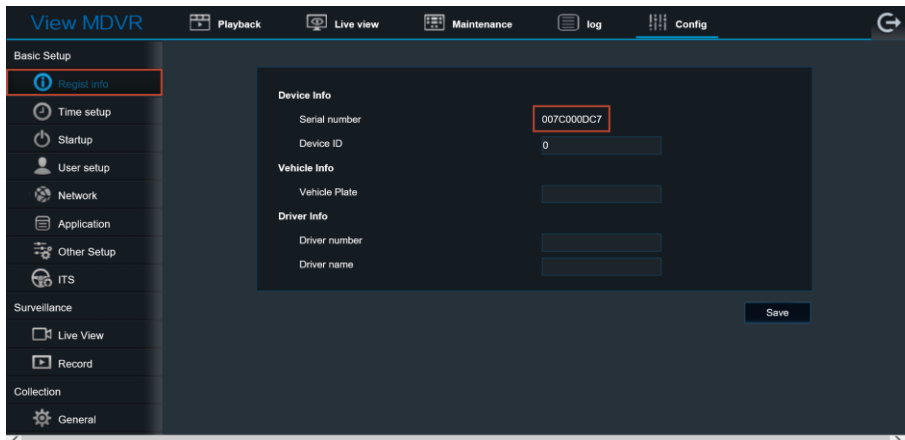 View MDVR
Playback
Live view
Maintenance
log
Config
Basic Setup
Regist info
Time setup
Startup
User setup
Network
Application
Other Setup
ITS
Surveillance
Live View
Record
Collection
General
Device Info
Serial number 007C000DC7
Device ID 0
Vehicle Info
Vehicle Plate
Driver Info
Driver number
Driver name
Save